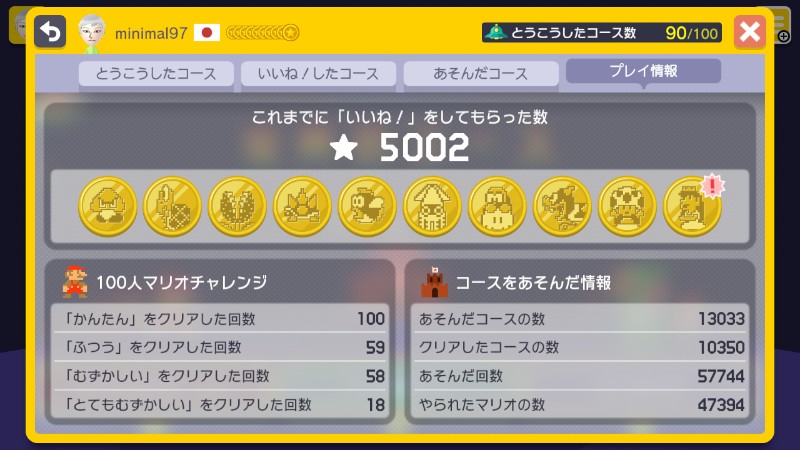 minimal97
とうこうしたコース数 90/100
とうこうしたコース
いいね！したコース
あそんだコース
プレイ情報
これまでに「いいね！」をしてもらった数
5002
100人マリオチャレンジ
「かんたん」をクリアした回数 100
「ふつう」をクリアした回数 59
「むずかしい」をクリアした回数 58
「とてもむずかしい」をクリアした回数 18
コースをあそんだ情報
あそんだコースの数 13033
クリアしたコースの数 10350
あそんだ回数 57744
やられたマリオの数 47394